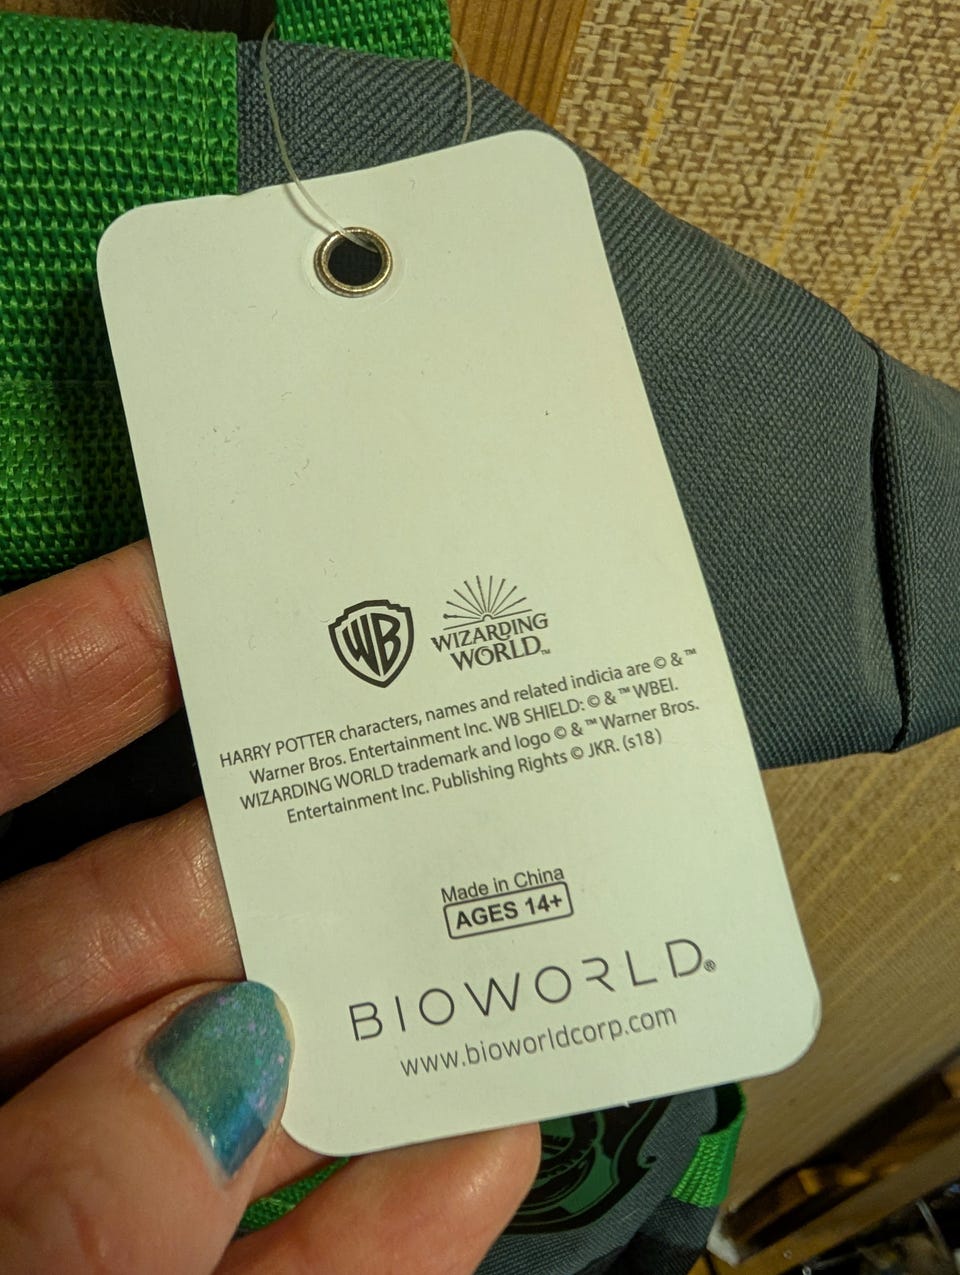 WB
WIZARDING
WORLD™
HARRY POTTER characters, names and related indicia are © & ™
Warner Bros. Entertainment Inc. WB SHIELD: © & ™ WBEI.
WIZARDING WORLD trademark and logo © & ™ Warner Bros.
Entertainment Inc. Publishing Rights © JKR. (s18)
Made in China
AGES 14+
BIOWORLD®
www.bioworldcorp.com